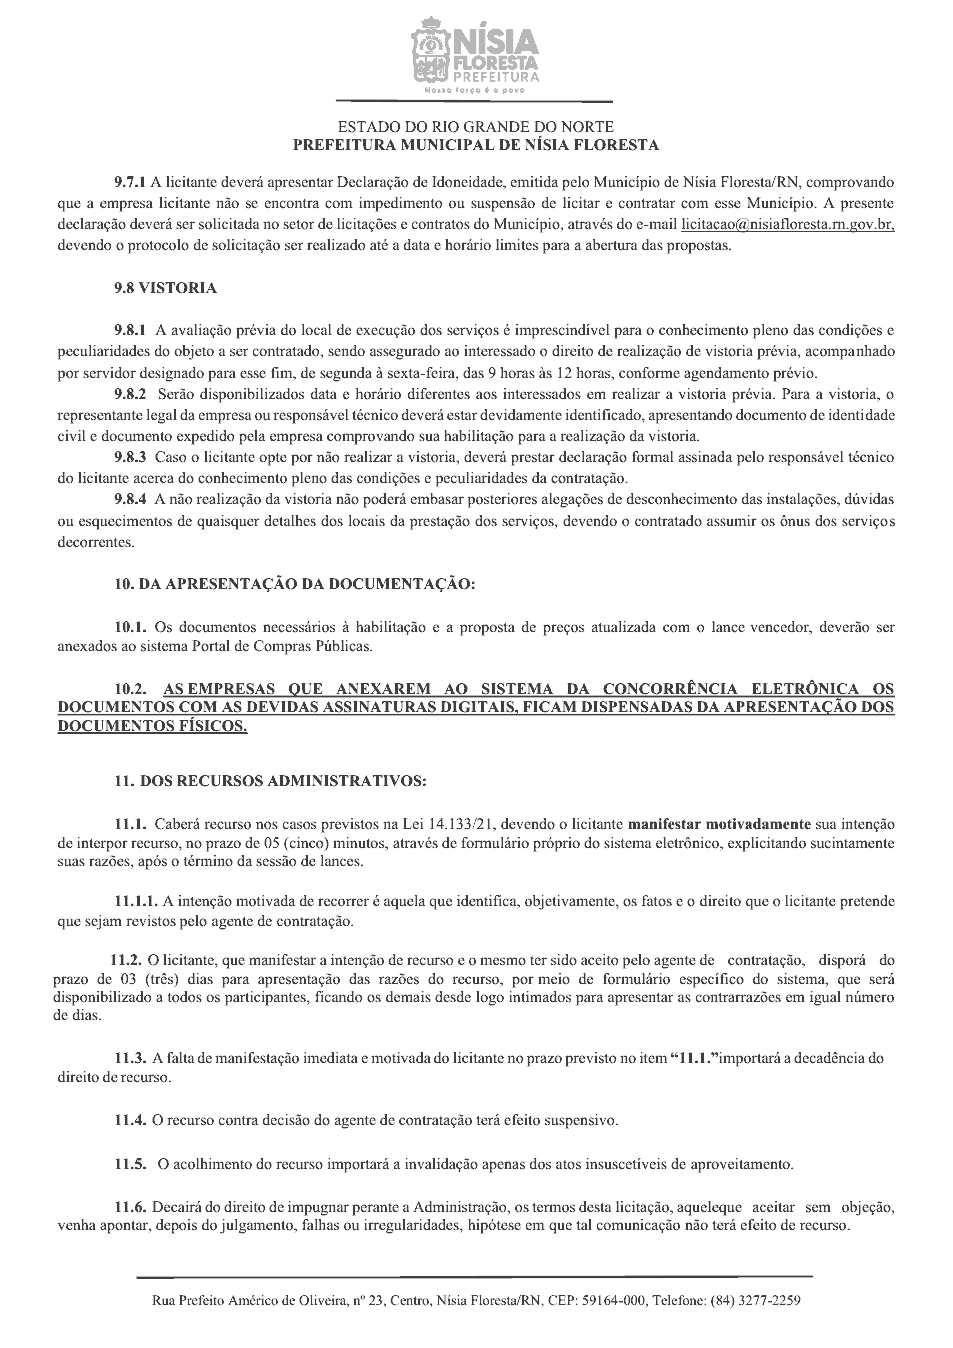 NÍSIA
FLORESTA
PREFEITURA
Nossa força é o povo
ESTADO DO RIO GRANDE DO NORTE
PREFEITURA MUNICIPAL DE NÍSIA FLORESTA
9.7.1 A licitante deverá apresentar Declaração de Idoneidade, emitida pelo Município de Nísia Floresta/RN, comprovando
que a empresa licitante não se encontra com impedimento ou suspensão de licitar e contratar com esse Município. A presente
declaração deverá ser solicitada no setor de licitações e contratos do Município, através do e-mail licitacao@nisiafloresta.rn.gov.br,
devendo o protocolo de solicitação ser realizado até a data e horário limites para a abertura das propostas.
9.8 VISTORIA
9.8.1 A avaliação prévia do local de execução dos serviços é imprescindível para o conhecimento pleno das condições e
peculiaridades do objeto a ser contratado, sendo assegurado ao interessado o direito de realização de vistoria prévia, acompanhado
por servidor designado para esse fim, de segunda à sexta-feira, das 9 horas às 12 horas, conforme agendamento prévio.
9.8.2 Serão disponibilizados data e horário diferentes aos interessados em realizar a vistoria prévia. Para a vistoria, o
representante legal da empresa ou responsável técnico deverá estar devidamente identificado, apresentando documento de identidade
civil e documento expedido pela empresa comprovando sua habilitação para a realização da vistoria.
9.8.3 Caso o licitante opte por não realizar a vistoria, deverá prestar declaração formal assinada pelo responsável técnico
do licitante acerca do conhecimento pleno das condições e peculiaridades da contratação.
9.8.4 A não realização da vistoria não poderá embasar posteriores alegações de desconhecimento das instalações, dúvidas
ou esquecimentos de quaisquer detalhes dos locais da prestação dos serviços, devendo o contratado assumir os ônus dos serviços
decorrentes.
10. DA APRESENTAÇÃO DA DOCUMENTAÇÃO:
10.1. Os documentos necessários à habilitação e a proposta de preços atualizada com o lance vencedor, deverão ser
anexados ao sistema Portal de Compras Públicas.
10.2. AS EMPRESAS QUE ANEXAREM AO SISTEMA DA CONCORRÊNCIA ELETRÔNICA OS
DOCUMENTOS COM AS DEVIDAS ASSINATURAS DIGITAIS, FICAM DISPENSADAS DA APRESENTAÇÃO DOS
DOCUMENTOS FÍSICOS.
11. DOS RECURSOS ADMINISTRATIVOS:
11.1. Caberá recurso nos casos previstos na Lei 14.133/21, devendo o licitante manifestar motivadamente sua intenção
de interpor recurso, no prazo de 05 (cinco) minutos, através de formulário próprio do sistema eletrônico, explicitando sucintamente
suas razões, após o término da sessão de lances.
11.1.1. A intenção motivada de recorrer é aquela que identifica, objetivamente, os fatos e o direito que o licitante pretende
que sejam revistos pelo agente de contratação.
11.2. O licitante, que manifestar a intenção de recurso e o mesmo ter sido aceito pelo agente de contratação, disporá do
prazo de 03 (três) dias para apresentação das razões do recurso, por meio de formulário específico do sistema, que será
disponibilizado a todos os participantes, ficando os demais desde logo intimados para apresentar as contrarrazões em igual número
de dias.
11.3. A falta de manifestação imediata e motivada do licitante no prazo previsto no item “11.1.”importará a decadência do
direito de recurso.
11.4. O recurso contra decisão do agente de contratação terá efeito suspensivo.
11.5. O acolhimento do recurso importará a invalidação apenas dos atos insuscetíveis de aproveitamento.
11.6. Decairá do direito de impugnar perante a Administração, os termos desta licitação, aqueleque aceitar sem objeção,
venha apontar, depois do julgamento, falhas ou irregularidades, hipótese em que tal comunicação não terá efeito de recurso.
Rua Prefeito Américo de Oliveira, nº 23, Centro, Nísia Floresta/RN, CEP: 59164-000, Telefone: (84) 3277-2259